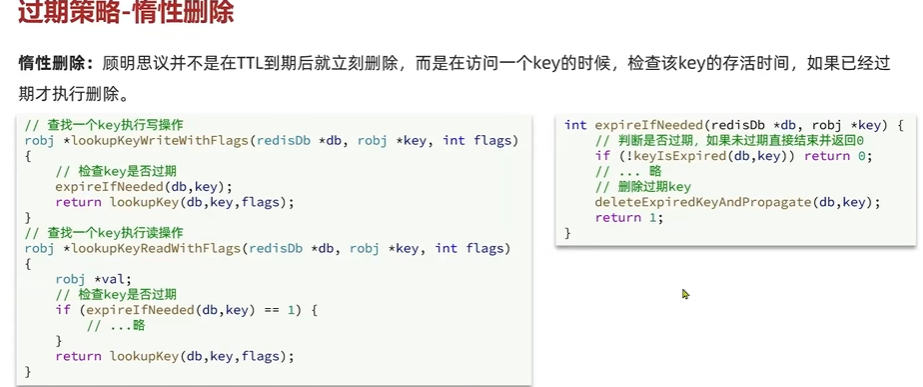 过期策略-惰性删除
惰性删除：顾明思议并不是在TTL到期后就立刻删除，而是在访问一个key的时候，检查该key的存活时间，如果已经过
期才执行删除。
// 查找一个key执行写操作
robj *lookupKeyWriteWithFlags(redisDb *db, robj *key, int flags)
{
    // 检查key是否过期
    expireIfNeeded(db,key);
    return lookupKey(db,key,flags);
}
// 查找一个key执行读操作
robj *lookupKeyReadWithFlags(redisDb *db, robj *key, int flags)
{
    robj *val;
    // 检查key是否过期
    if (expireIfNeeded(db,key) == 1) {
        // ...略
    }
    return lookupKey(db,key,flags);
}
int expireIfNeeded(redisDb *db, robj *key) {
    // 判断是否过期，如果未过期直接结束并返回0
    if (!keyIsExpired(db,key)) return 0;
    // ... 略
    // 删除过期key
    deleteExpiredKeyAndPropagate(db,key);
    return 1;
}